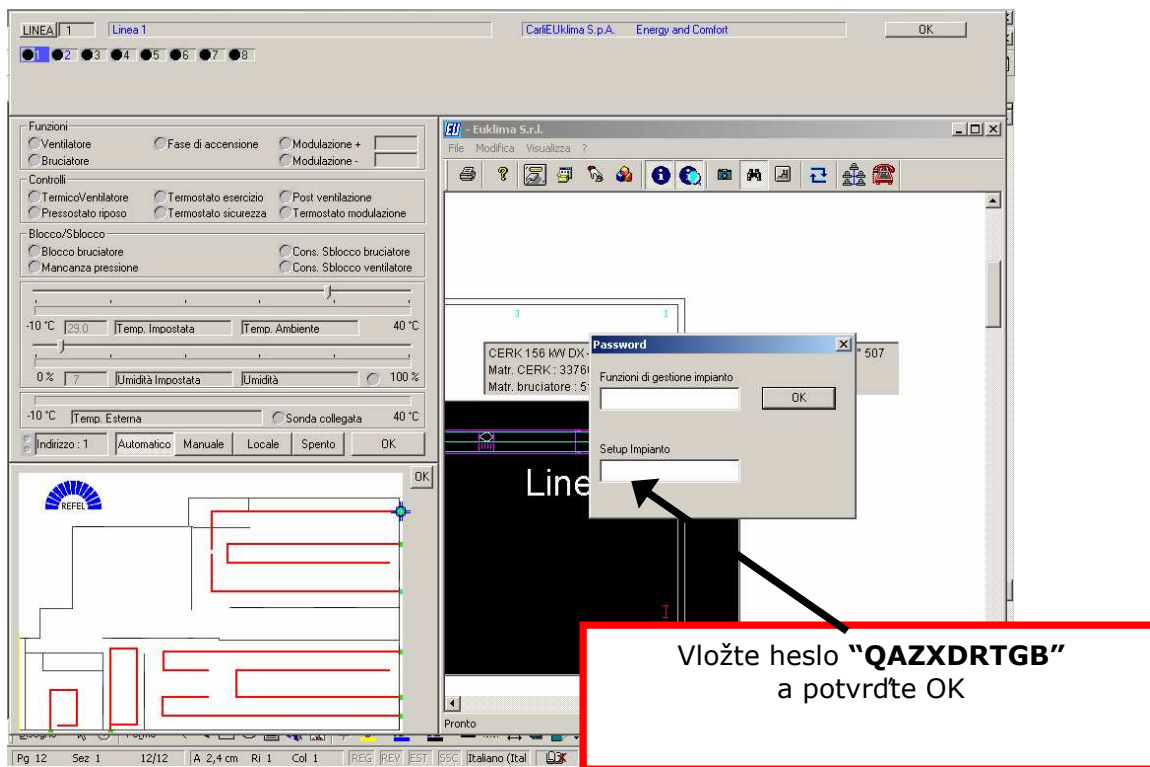 LINEA 1 Linea 1 CarliEUklima S.p.A. Energy and Comfort OK
1 2 3 4 5 6 7 8
Funzioni
Ventilatore Fase di accensione Modulazione +
Bruciatore Modulazione -
Controlli
TermicoVentilatore Termostato esercizio Post ventilazione
Pressostato riposo Termostato sicurezza Termostato modulazione
Blocco/Sblocco
Blocco bruciatore Cons. Sblocco bruciatore
Mancanza pressione Cons. Sblocco ventilatore
-10 °C 29.0 Temp. Impostata Temp. Ambiente 40 °C
0 % 7 Umidità Impostata Umidità 100 %
-10 °C Temp. Esterna Sonda collegata 40 °C
Indirizzo : 1 Automatico Manuale Locale Spento OK
OK
REFEL
EU - Euklima S.r.l.
File Modifica Visualizza ?
CERK 156 kW DX- 507
Matr. CERK : 3376
Matr. bruciatore : 5
Line
Password
Funzioni di gestione impianto
OK
Setup Impianto
Pronto
Vložte heslo “QAZXDRTGB”
a potvrďte OK
Pg 12 Sez 1 12/12 A 2,4 cm Ri 1 Col 1 REG REV EST SSC Italiano (Ital